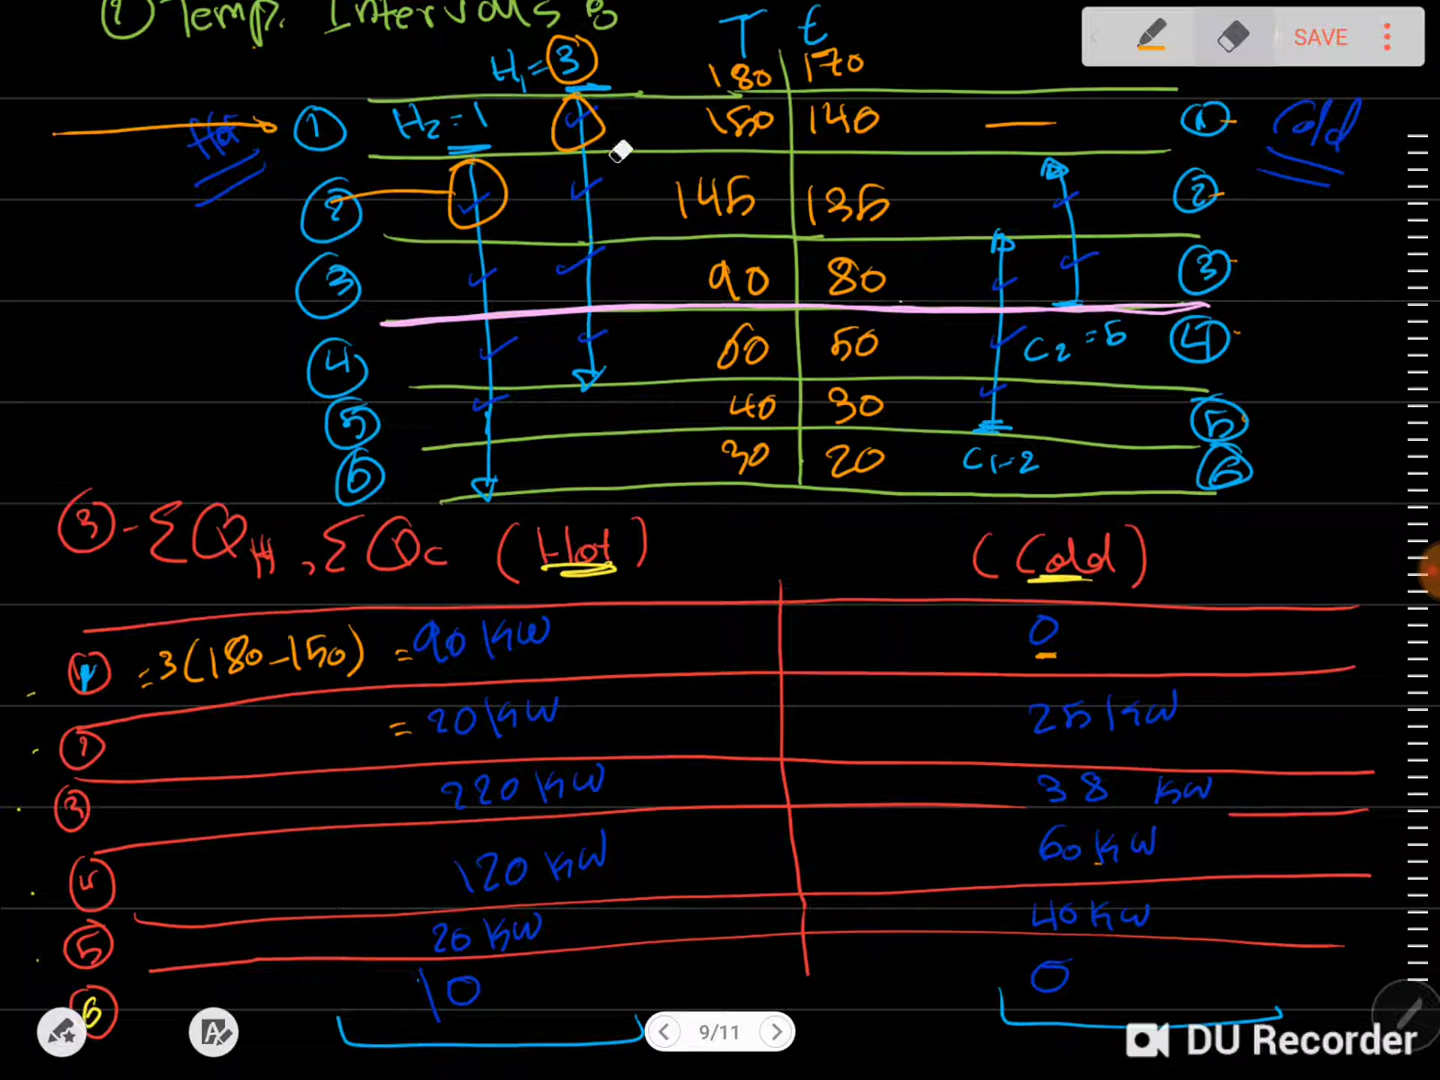 ① Temp. Intervals :
T t
SAVE
H₁ = 3 180 170
Hot ① H₂ = 1 150 140 — ① Cold
② 145 135 ②
③ 90 80 ③
④ 60 50 C₂ = 5 ④
⑤ 40 30 ⑤
⑥ 30 20 C₁ = 2 ⑥
③ - ΣQH , ΣQc (Hot) (Cold)
① = 3(180-150) = 90 KW 0
② = 20 KW 25 KW
③ 220 KW 38 KW
④ 120 KW 60 KW
⑤ 20 KW 40 KW
⑥ 10 0
9/11
DU Recorder